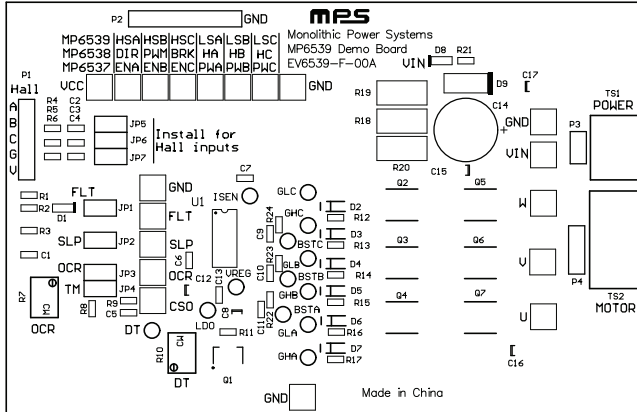 P2
GND
mps
Monolithic Power Systems
MP6539 Demo Board
EV6539-F-00A
MP6539 HSA HSB HSC LSA LSB LSC
MP6538 DIR PWM BRK HA HB HC
MP6537 ENA ENB ENC PWA PWB PWC
VCC
GND
VIN
D8
R21
D9
C17
P1
Hall
A
B
C
G
V
R4
R5
R6
C2
C3
C4
JP5
JP6
JP7
Install for
Hall inputs
R19
R18
R20
C14
+
C15
GND
VIN
P3
TS1
POWER
R1
R2
D1
R3
C1
FLT
JP1
SLP
JP2
OCR
JP3
TM
JP4
R7
CW
OCR
R8
R9
C5
GND
FLT
SLP
OCR
CSO
U1
ISEN
C7
C6
C12
C13
VREG
C8
LDO
R11
DT
R10
CW
DT
Q1
GLC
GHC
R24
C9
BSTC
R23
GLB
C10
BSTB
GHB
BSTA
R22
C11
GLA
GHA
D2
R12
D3
R13
D4
R14
D5
R15
D6
R16
D7
R17
Q2
Q5
Q3
Q6
Q4
Q7
W
V
U
P4
TS2
MOTOR
C16
GND
Made in China